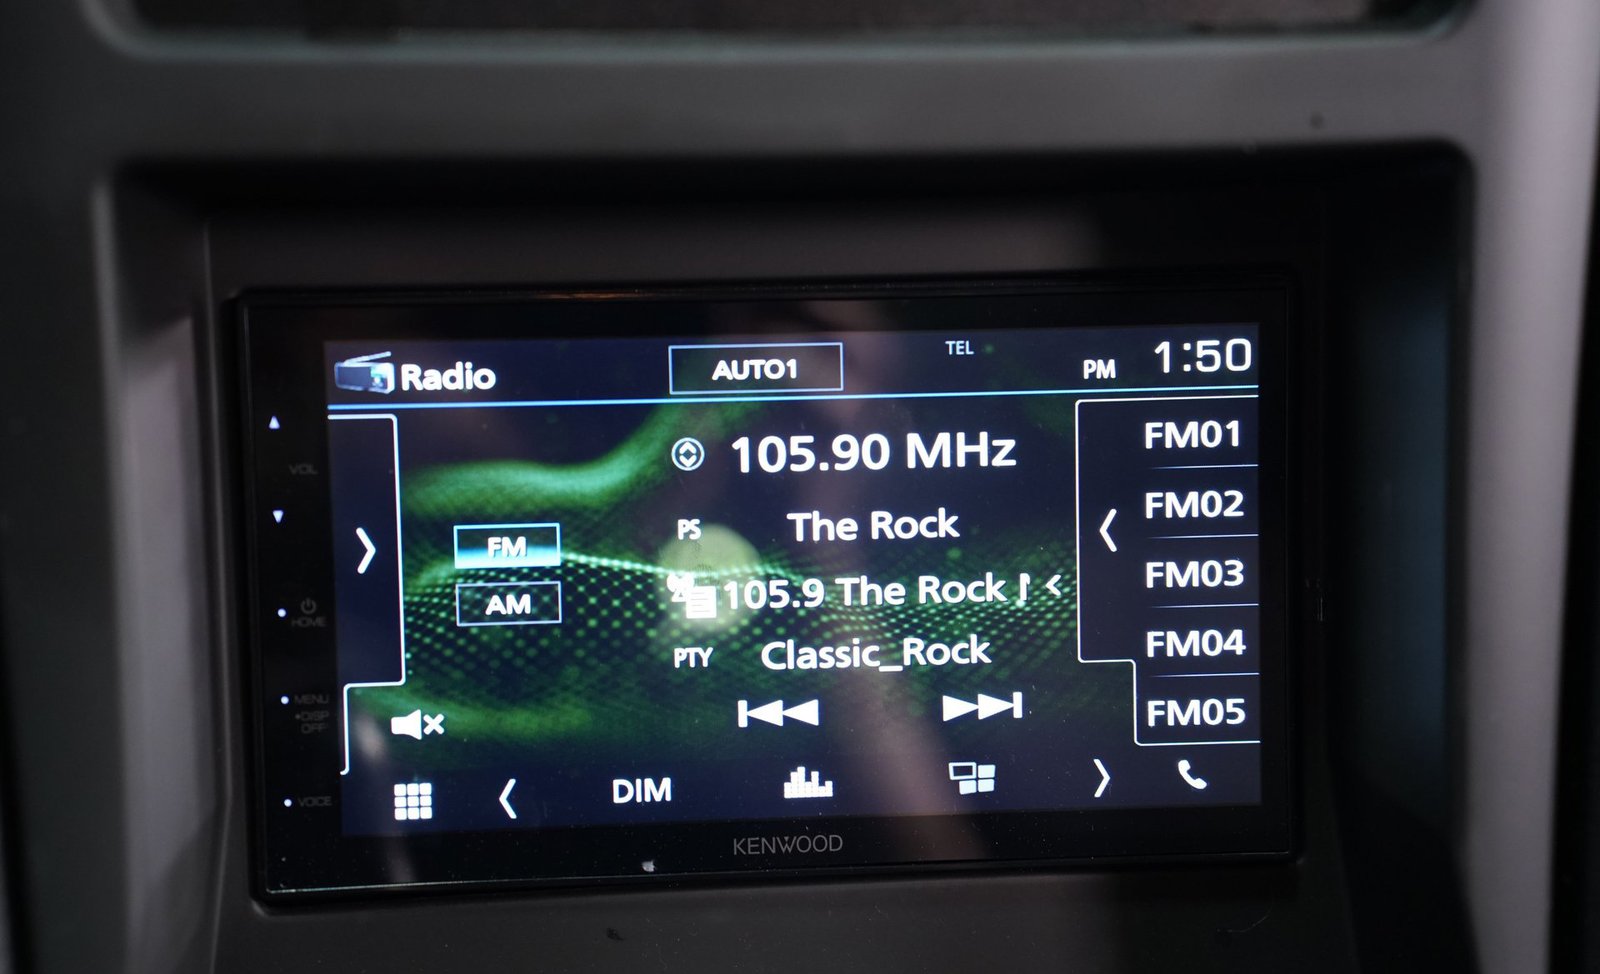 Radio
AUTO1
TEL
PM 1:50
105.90 MHz
PS The Rock
105.9 The Rock
PTY Classic_Rock
FM
AM
FM01
FM02
FM03
FM04
FM05
DIM
VOL
HOME
MENU
•DISP
OFF
VOICE
KENWOOD